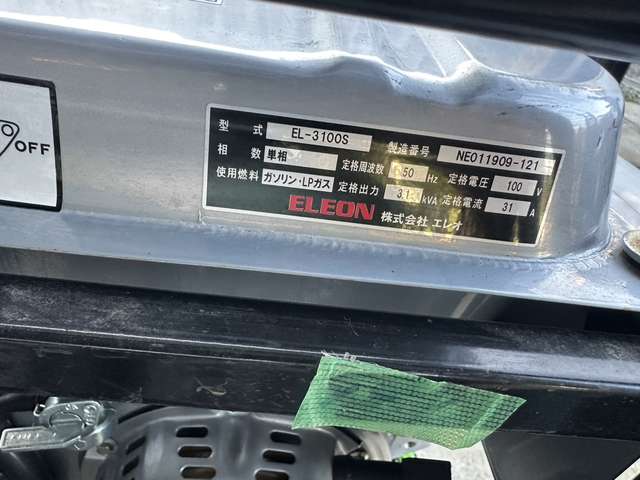 OFF
型式 EL-3100S 製造番号 NE011909-121
相数 単相 定格周波数 50 Hz 定格電圧 100 V
使用燃料 ガソリン・LPガス 定格出力 3.1 kVA 定格電流 31 A
ELEON 株式会社 エレオ